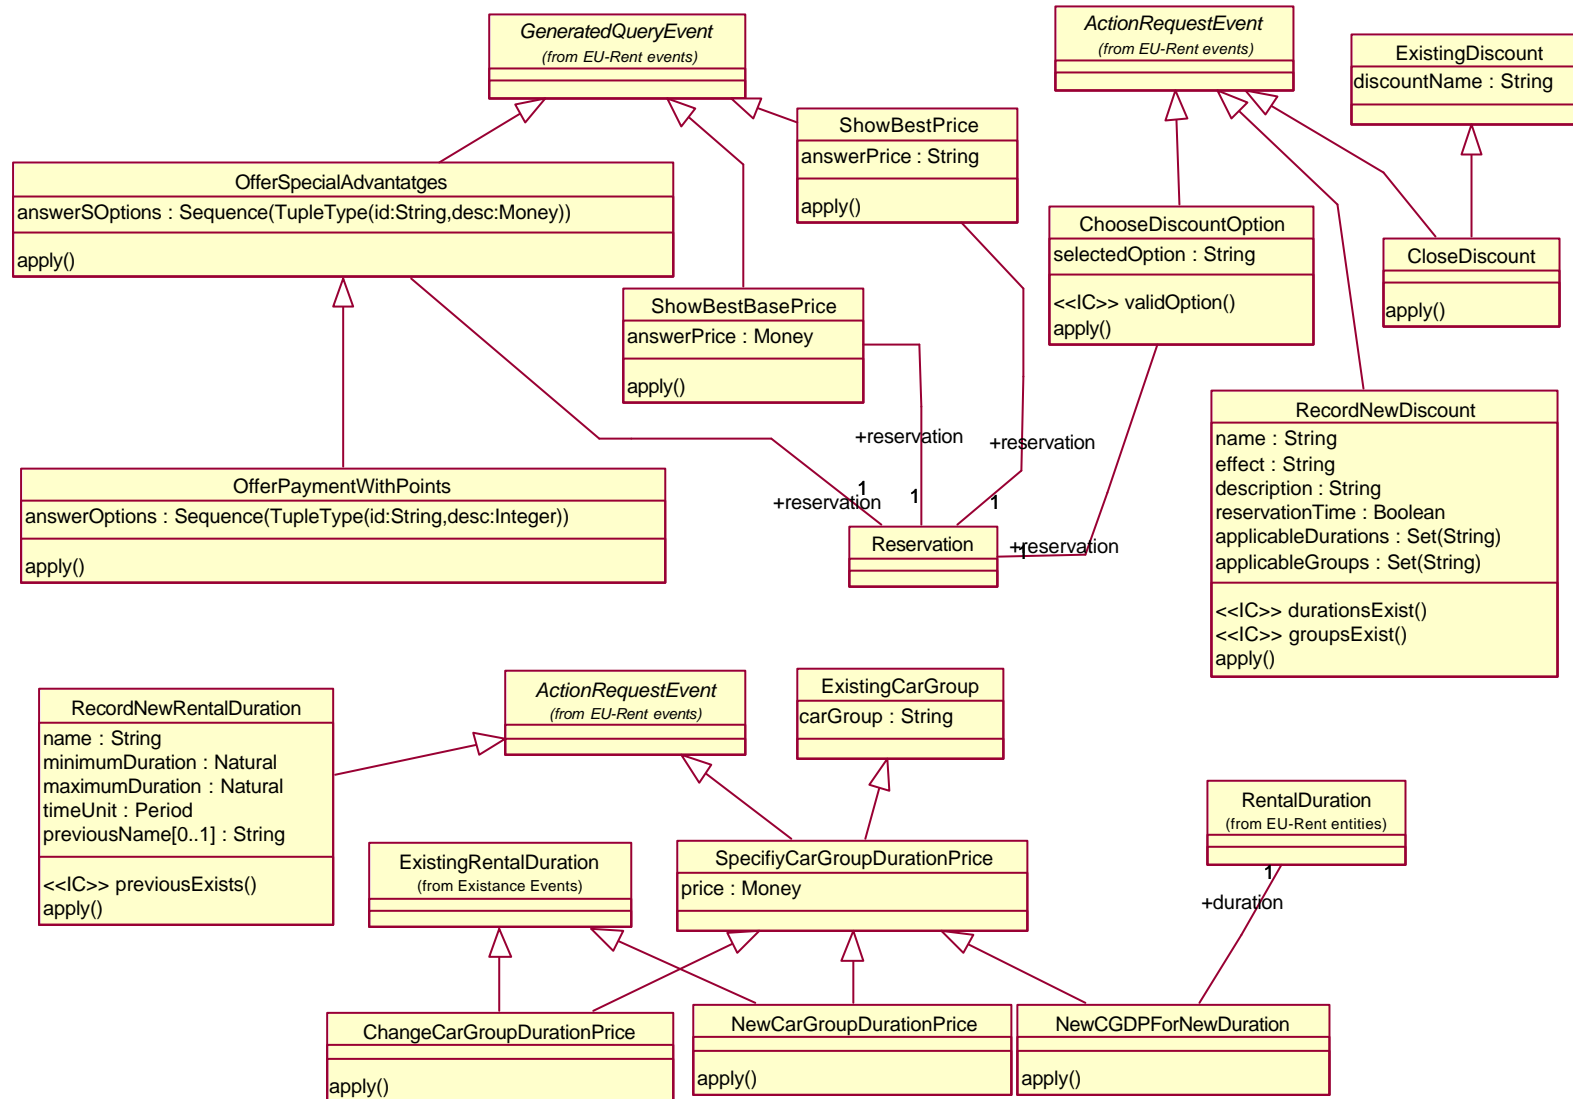 GeneratedQueryEvent
(from EU-Rent events)
ActionRequestEvent
(from EU-Rent events)
ExistingDiscount
discountName : String
ShowBestPrice
answerPrice : String
apply()
OfferSpecialAdvantatges
answerSOptions : Sequence(TupleType(id:String,desc:Money))
apply()
ChooseDiscountOption
selectedOption : String
<<IC>> validOption()
apply()
CloseDiscount
apply()
ShowBestBasePrice
answerPrice : Money
apply()
RecordNewDiscount
name : String
effect : String
description : String
reservationTime : Boolean
applicableDurations : Set(String)
applicableGroups : Set(String)
<<IC>> durationsExist()
<<IC>> groupsExist()
apply()
+reservation
+reservation
OfferPaymentWithPoints
answerOptions : Sequence(TupleType(id:String,desc:Integer))
apply()
1
+reservation
1
1
Reservation
+reservation
1
RecordNewRentalDuration
name : String
minimumDuration : Natural
maximumDuration : Natural
timeUnit : Period
previousName[0..1] : String
<<IC>> previousExists()
apply()
ActionRequestEvent
(from EU-Rent events)
ExistingCarGroup
carGroup : String
RentalDuration
(from EU-Rent entities)
1
+duration
ExistingRentalDuration
(from Existance Events)
SpecifiyCarGroupDurationPrice
price : Money
ChangeCarGroupDurationPrice
apply()
NewCarGroupDurationPrice
apply()
NewCGDPForNewDuration
apply()